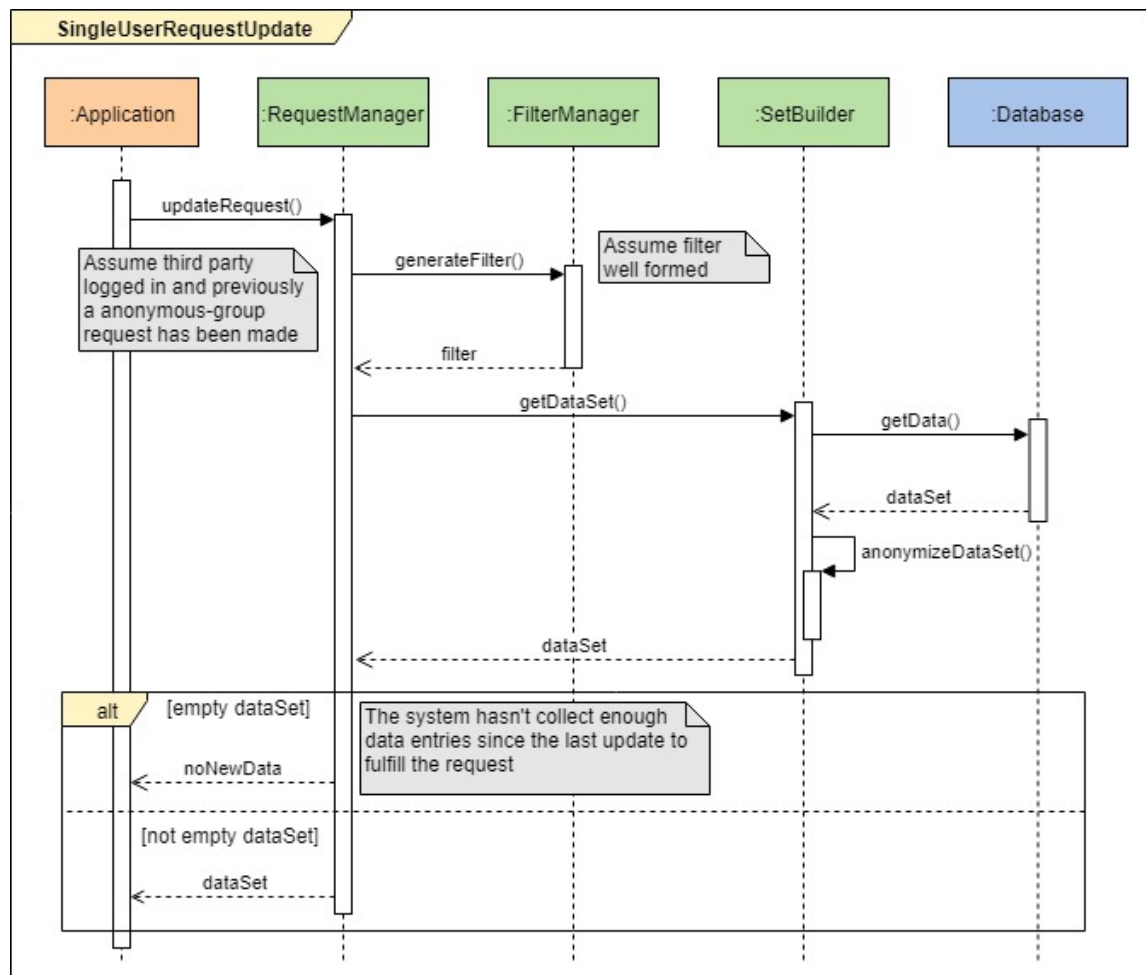 SingleUserRequestUpdate
:Application
:RequestManager
:FilterManager
:SetBuilder
:Database
updateRequest()
Assume third party
logged in and previously
a anonymous-group
request has been made
generateFilter()
Assume filter
well formed
filter
getDataSet()
getData()
dataSet
anonymizeDataSet()
dataSet
alt
[empty dataSet]
The system hasn't collect enough
data entries since the last update to
fulfill the request
noNewData
[not empty dataSet]
dataSet